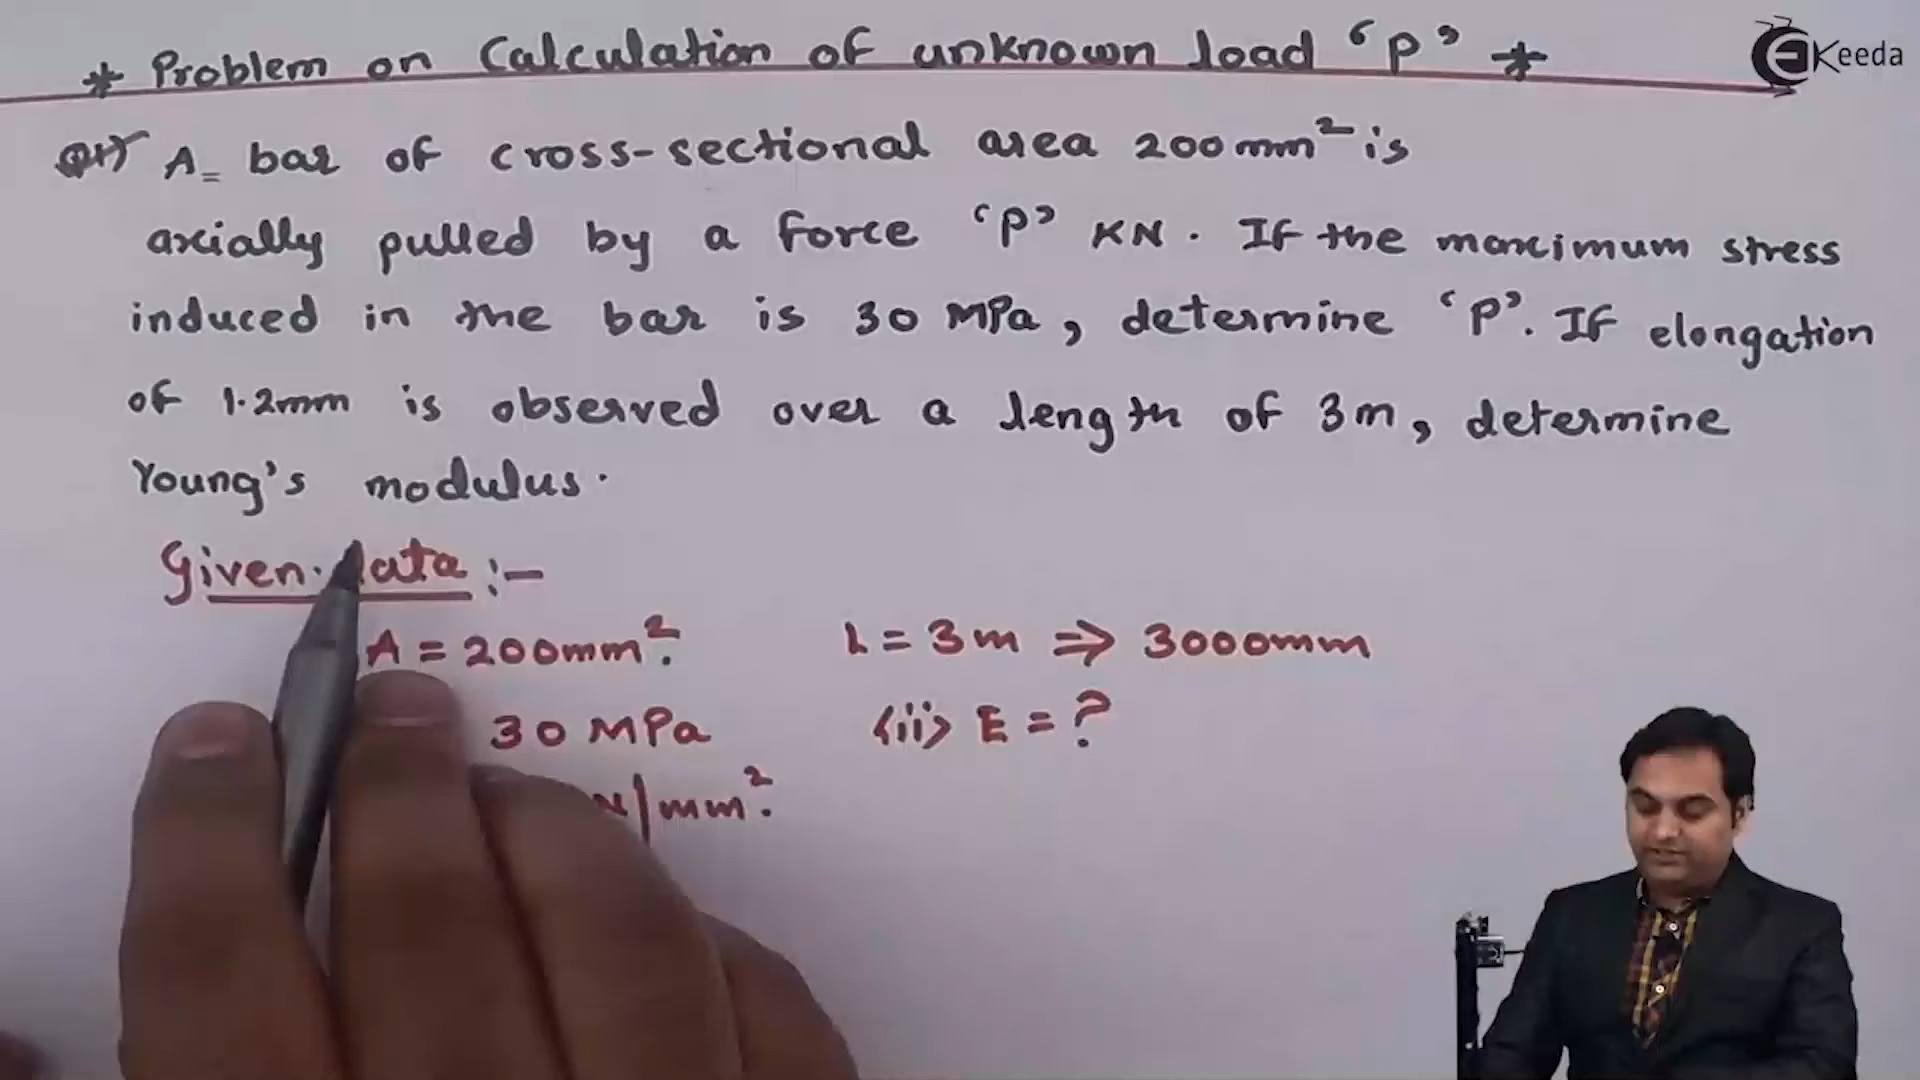 * Problem on Calculation of unknown load 'P' *
EKeeda
Q.1) A bar of cross-sectional area 200mm² is
axially pulled by a force 'P' KN. If the maximum stress
induced in the bar is 30 MPa, determine 'P'. If elongation
of 1.2mm is observed over a length of 3m, determine
Young's modulus.
Given data :-
A = 200mm². L = 3m ⇒ 3000mm
30 MPa (ii) E = ?
N/mm².